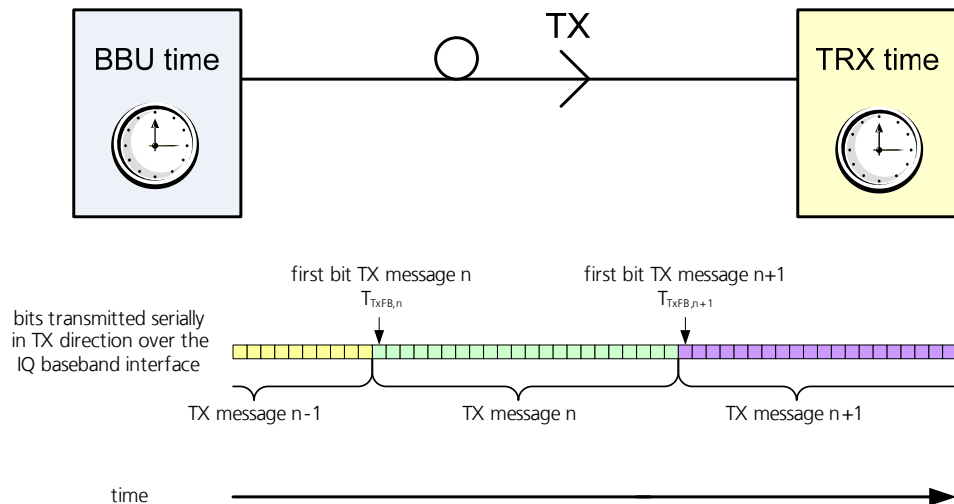 BBU time
TX
TRX time
first bit TX message n
T_TxFB,n
first bit TX message n+1
T_TxFB,n+1
bits transmitted serially
in TX direction over the
IQ baseband interface
TX message n-1
TX message n
TX message n+1
time